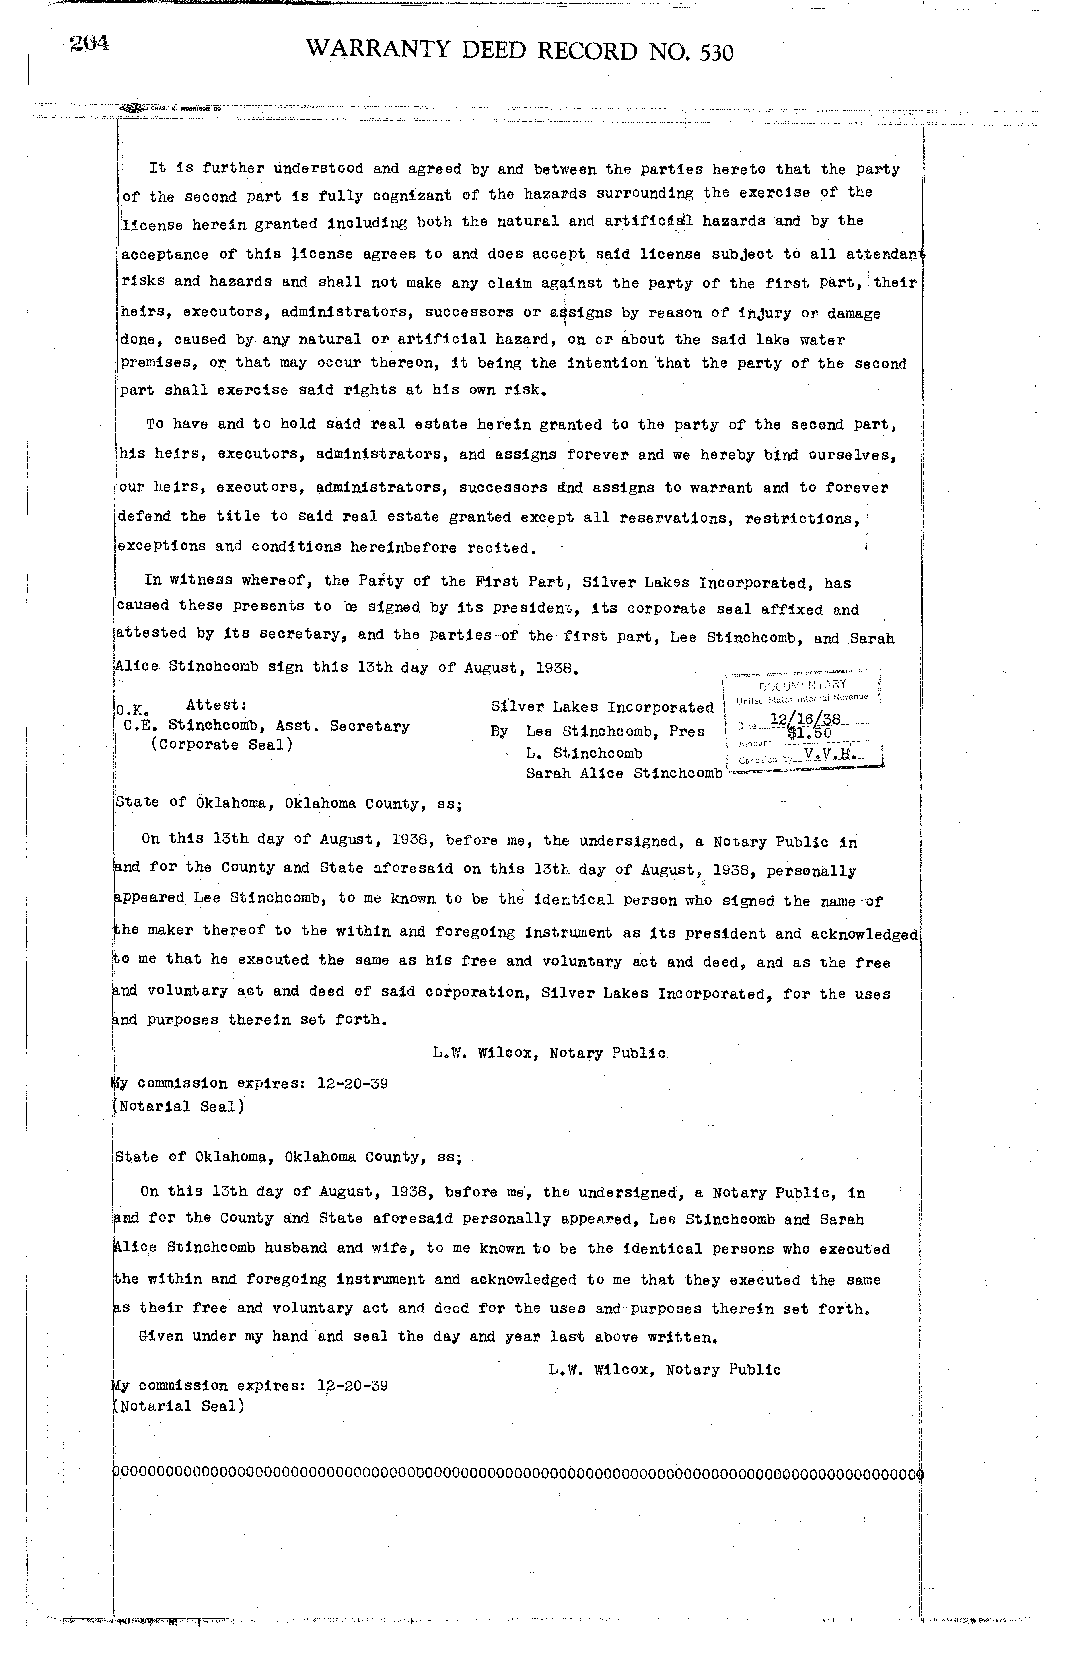 204
WARRANTY DEED RECORD NO. 530
It is further understood and agreed by and between the parties hereto that the party
of the second part is fully cognizant of the hazards surrounding the exercise of the
license herein granted including both the natural and artificial hazards and by the
acceptance of this license agrees to and does accept said license subject to all attendant
risks and hazards and shall not make any claim against the party of the first part, their
heirs, executors, administrators, successors or assigns by reason of injury or damage
done, caused by any natural or artificial hazard, on or about the said lake water
premises, or that may occur thereon, it being the intention that the party of the second
part shall exercise said rights at his own risk.
To have and to hold said real estate herein granted to the party of the second part,
his heirs, executors, administrators, and assigns forever and we hereby bind ourselves,
our heirs, executors, administrators, successors and assigns to warrant and to forever
defend the title to said real estate granted except all reservations, restrictions,
exceptions and conditions hereinbefore recited.
In witness whereof, the Party of the First Part, Silver Lakes Incorporated, has
caused these presents to be signed by its president, its corporate seal affixed and
attested by its secretary, and the parties of the first part, Lee Stinchcomb, and Sarah
Alice Stinchcomb sign this 13th day of August, 1938.
DOCUMENTARY
United States Internal Revenue
O.K. Attest: Silver Lakes Incorporated 12/16/38
C.E. Stinchcomb, Asst. Secretary By Lee Stinchcomb, Pres $1.50
(Corporate Seal) L. Stinchcomb V.V.H.
Sarah Alice Stinchcomb
State of Oklahoma, Oklahoma County, ss;
On this 13th day of August, 1938, before me, the undersigned, a Notary Public in
and for the County and State aforesaid on this 13th day of August, 1938, personally
appeared Lee Stinchcomb, to me known to be the identical person who signed the name of
the maker thereof to the within and foregoing instrument as its president and acknowledged
to me that he executed the same as his free and voluntary act and deed, and as the free
and voluntary act and deed of said corporation, Silver Lakes Incorporated, for the uses
and purposes therein set forth.
L.W. Wilcox, Notary Public
My commission expires: 12-20-39
(Notarial Seal)
State of Oklahoma, Oklahoma County, ss;
On this 13th day of August, 1938, before me, the undersigned, a Notary Public, in
and for the County and State aforesaid personally appeared, Lee Stinchcomb and Sarah
Alice Stinchcomb husband and wife, to me known to be the identical persons who executed
the within and foregoing instrument and acknowledged to me that they executed the same
as their free and voluntary act and deed for the uses and purposes therein set forth.
Given under my hand and seal the day and year last above written.
L.W. Wilcox, Notary Public
My commission expires: 12-20-39
(Notarial Seal)
000000000000000000000000000000000000000000000000000000000000000000000000000000000000000000